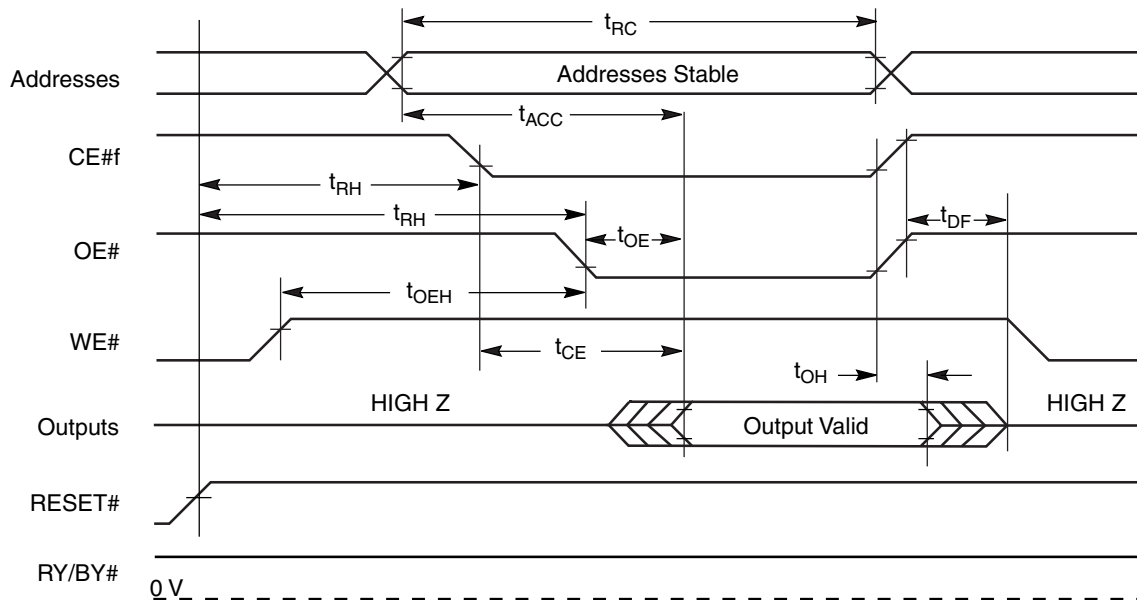 tRC
Addresses
Addresses Stable
tACC
CE#f
tRH
tRH
tOE
tDF
OE#
tOEH
WE#
tCE
tOH
HIGH Z
HIGH Z
Outputs
Output Valid
RESET#
RY/BY#
0 V